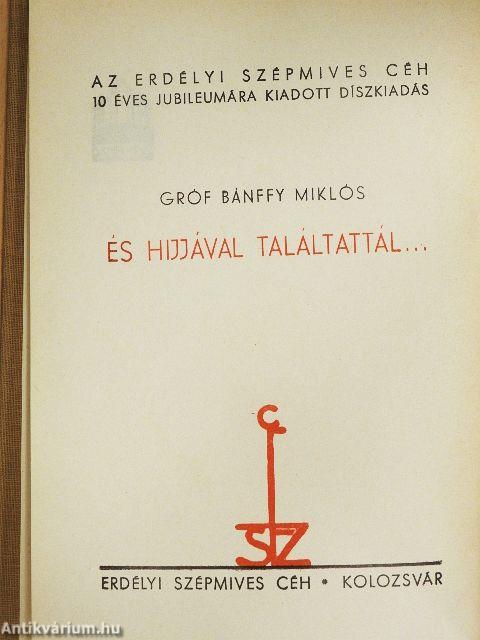 AZ ERDÉLYI SZÉPMIVES CÉH
10 ÉVES JUBILEUMÁRA KIADOTT DÍSZKIADÁS
GRÓF BÁNFFY MIKLÓS
ÉS HIJJÁVAL TALÁLTATTÁL...
C
SZ
ERDÉLYI SZÉPMIVES CÉH • KOLOZSVÁR
Antikvárium.hu